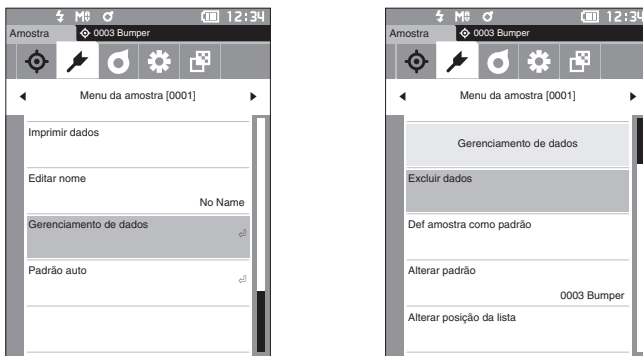 M 12:34
Amostra 0003 Bumper
Menu da amostra [0001]
Imprimir dados
Editar nome
No Name
Gerenciamento de dados
Padrão auto
M 12:34
Amostra 0003 Bumper
Menu da amostra [0001]
Gerenciamento de dados
Excluir dados
Def amostra como padrão
Alterar padrão
0003 Bumper
Alterar posição da lista